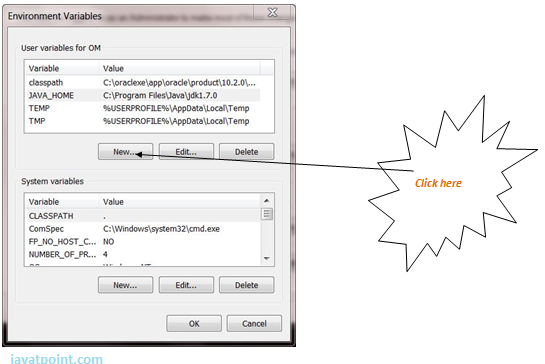 Environment Variables
User variables for OM
Variable Value
classpath C:\oraclexe\app\oracle\product\10.2.0\...
JAVA_HOME C:\Program Files\Java\jdk1.7.0
TEMP %USERPROFILE%\AppData\Local\Temp
TMP %USERPROFILE%\AppData\Local\Temp
New... Edit... Delete
Click here
System variables
Variable Value
CLASSPATH .
ComSpec C:\Windows\system32\cmd.exe
FP_NO_HOST_C... NO
NUMBER_OF_PR... 4
New... Edit... Delete
OK Cancel
javatpoint.com